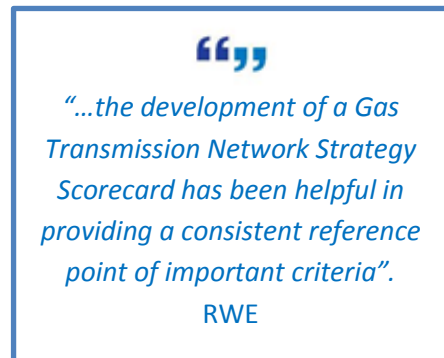 “…the development of a Gas
Transmission Network Strategy
Scorecard has been helpful in
providing a consistent reference
point of important criteria”.
RWE